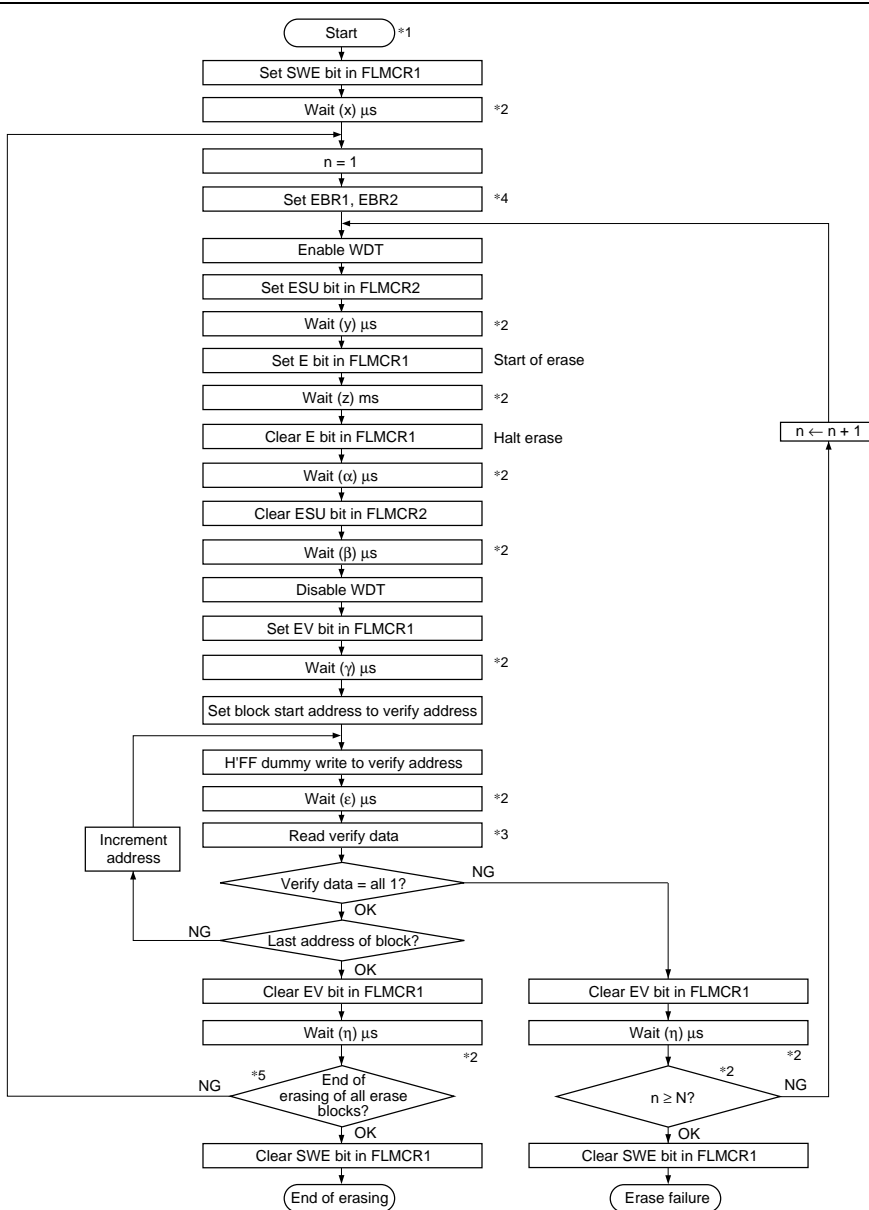 Start *1
Set SWE bit in FLMCR1
Wait (x) μs *2
n = 1
Set EBR1, EBR2 *4
Enable WDT
Set ESU bit in FLMCR2
Wait (y) μs *2
Set E bit in FLMCR1 Start of erase
Wait (z) ms *2
n ← n + 1
Clear E bit in FLMCR1 Halt erase
Wait (α) μs *2
Clear ESU bit in FLMCR2
Wait (β) μs *2
Disable WDT
Set EV bit in FLMCR1
Wait (γ) μs *2
Set block start address to verify address
H'FF dummy write to verify address
Wait (ε) μs *2
Read verify data *3
Increment
address
Verify data = all 1? NG
OK
NG Last address of block?
OK
Clear EV bit in FLMCR1 Clear EV bit in FLMCR1
Wait (η) μs Wait (η) μs
*2 *2
NG *5 End of
erasing of all erase
blocks?
*2 NG
n ≥ N?
OK OK
Clear SWE bit in FLMCR1 Clear SWE bit in FLMCR1
End of erasing Erase failure